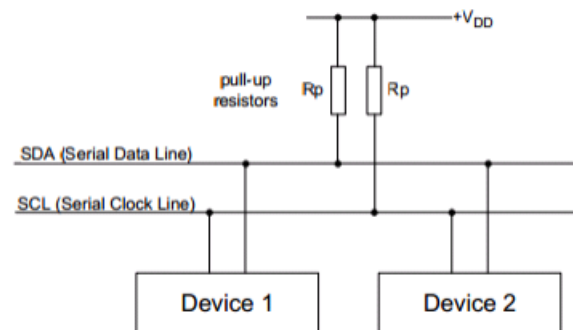 +VDD
pull-up
resistors
Rp
Rp
SDA (Serial Data Line)
SCL (Serial Clock Line)
Device 1
Device 2